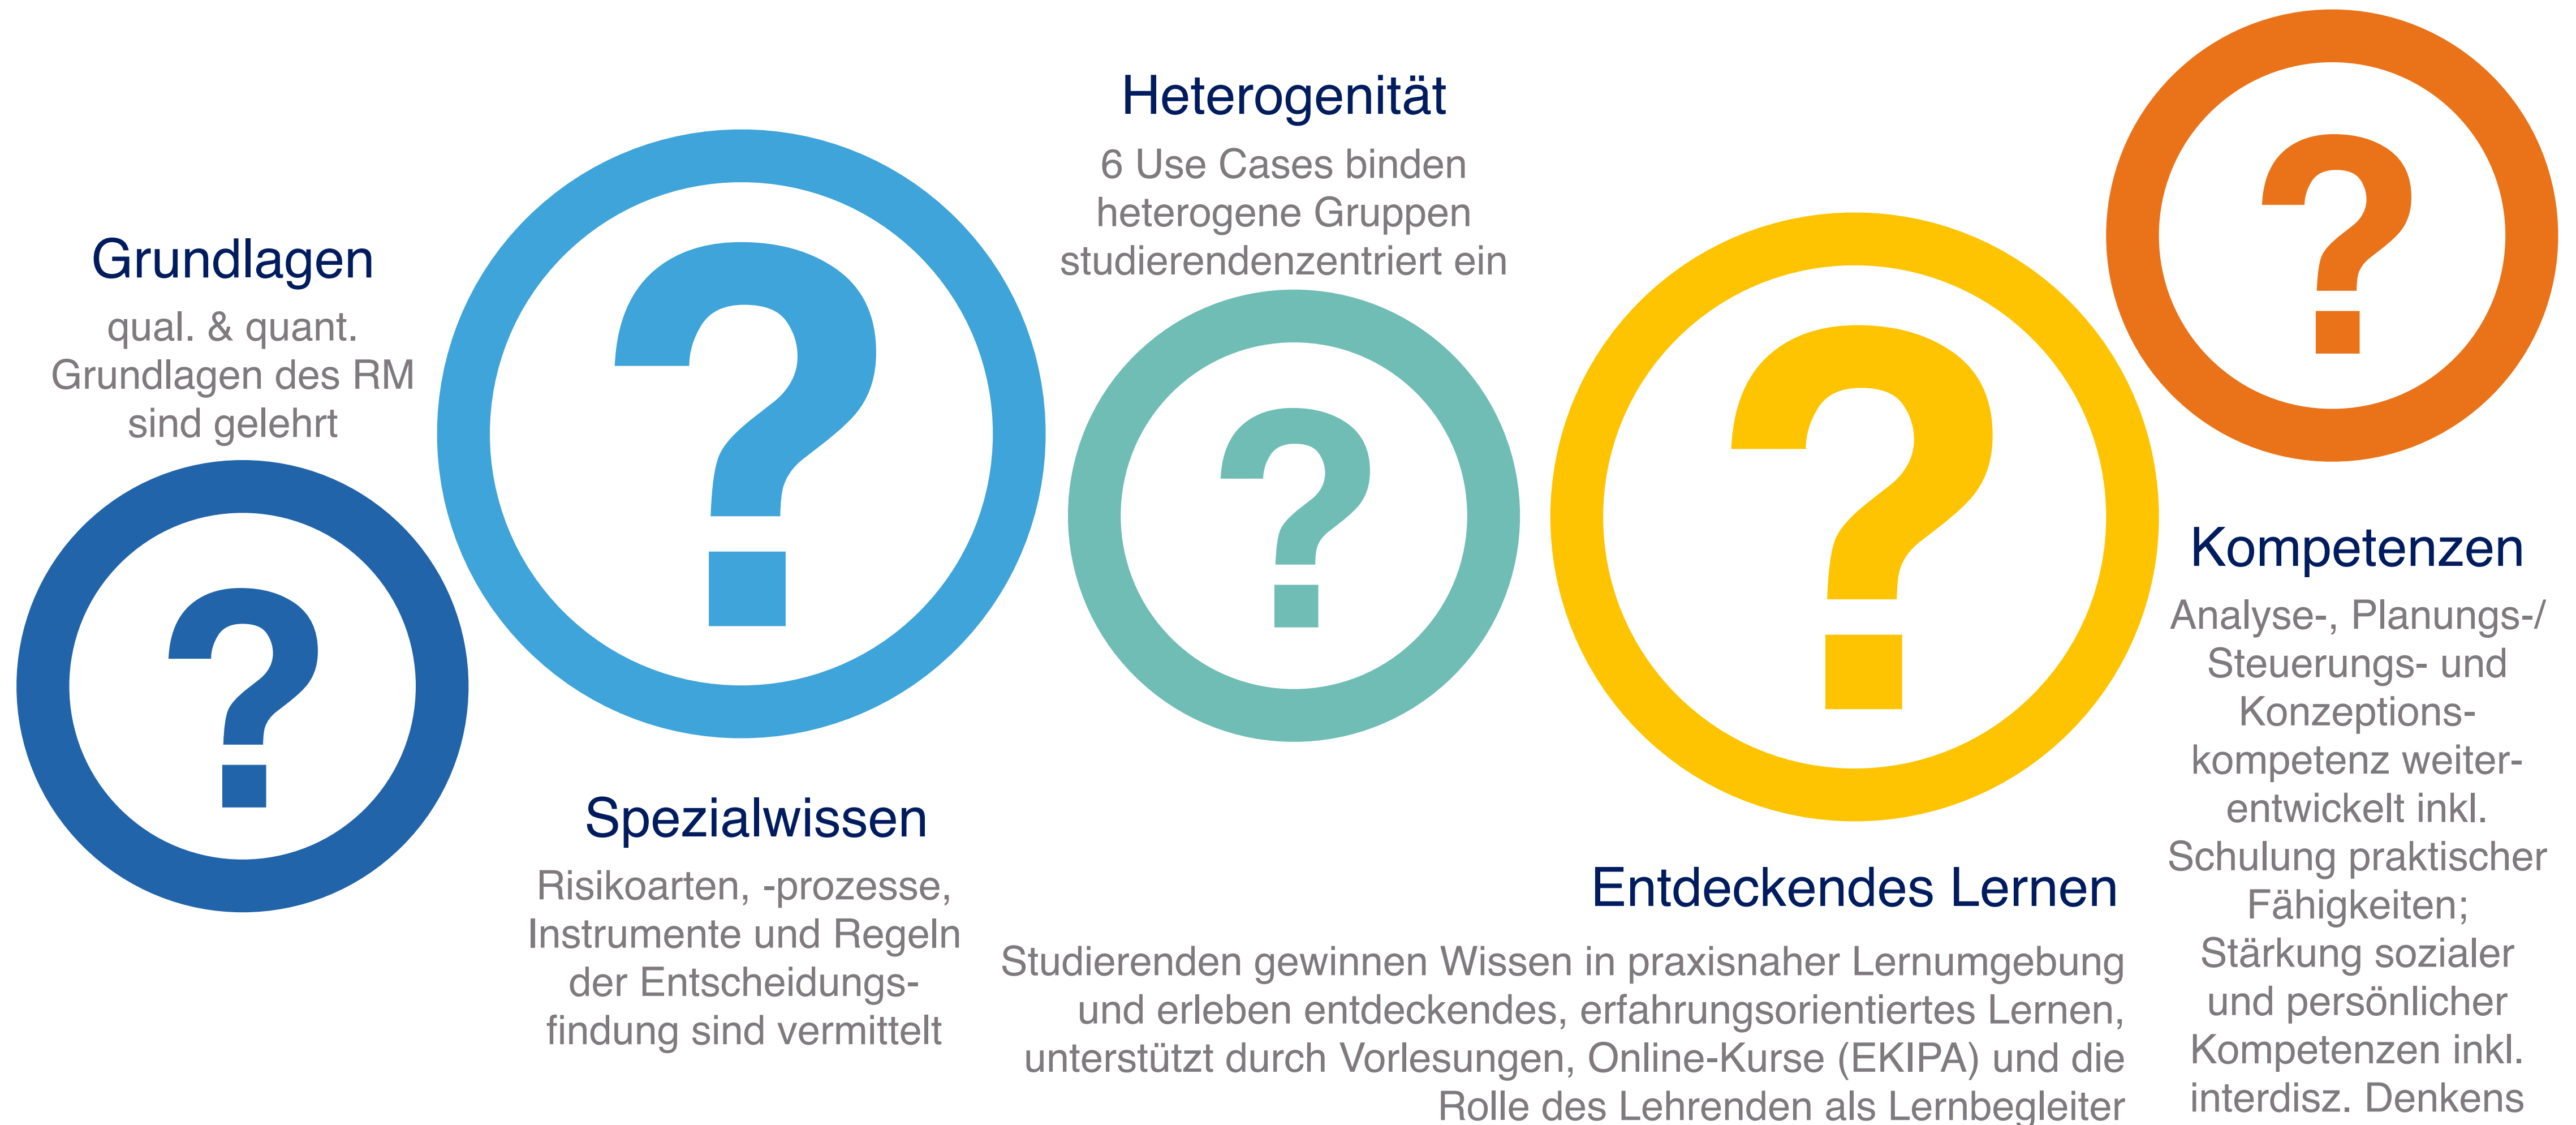 Grundlagen
qual. & quant.
Grundlagen des RM
sind gelehrt
?
Spezialwissen
Risikoarten, -prozesse,
Instrumente und Regeln
der Entscheidungs-
findung sind vermittelt
?
Heterogenität
6 Use Cases binden
heterogene Gruppen
studierendenzentriert ein
?
Entdeckendes Lernen
Studierenden gewinnen Wissen in praxisnaher Lernumgebung
und erleben entdeckendes, erfahrungsorientiertes Lernen,
unterstützt durch Vorlesungen, Online-Kurse (EKIPA) und die
Rolle des Lehrenden als Lernbegleiter
?
Kompetenzen
Analyse-, Planungs-/
Steuerungs- und
Konzeptions-
kompetenz weiter-
entwickelt inkl.
Schulung praktischer
Fähigkeiten;
Stärkung sozialer
und persönlicher
Kompetenzen inkl.
interdisz. Denkens
?